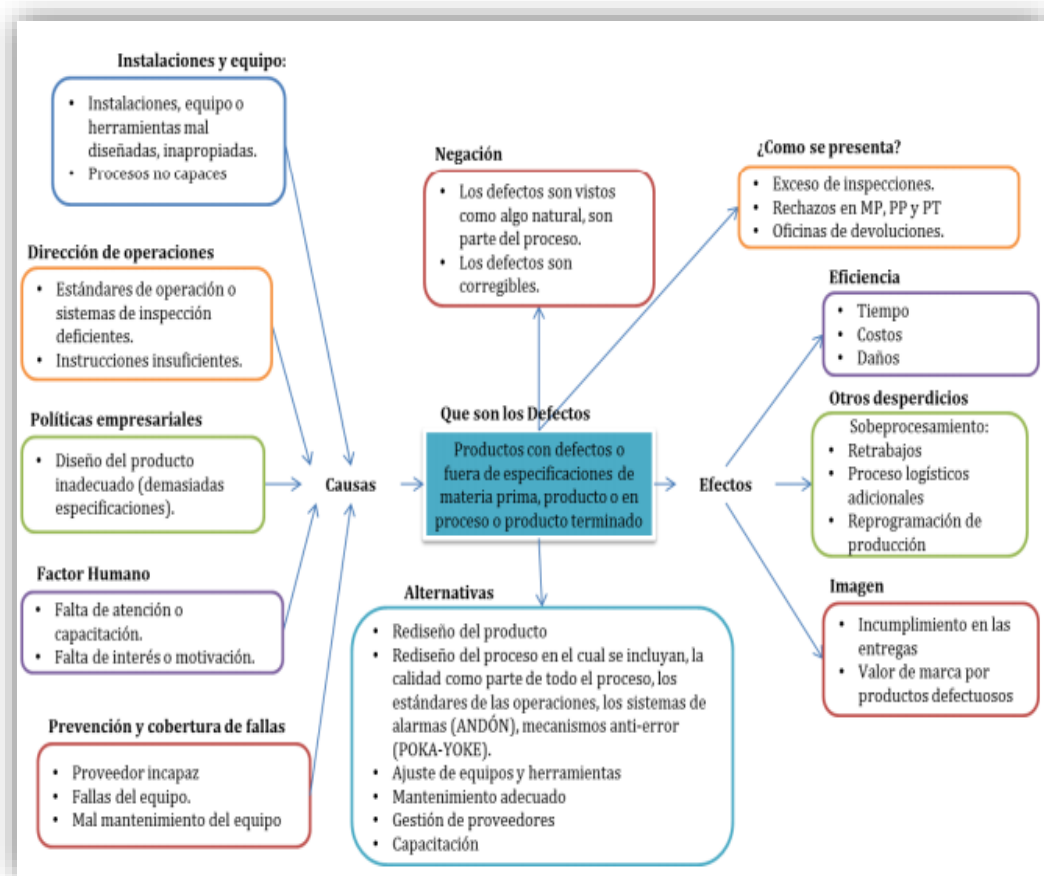 Instalaciones y equipo:
• Instalaciones, equipo o
herramientas mal
diseñadas, inapropiadas.
• Procesos no capaces
Dirección de operaciones
• Estándares de operación o
sistemas de inspección
deficientes.
• Instrucciones insuficientes.
Políticas empresariales
• Diseño del producto
inadecuado (demasiadas
especificaciones).
Factor Humano
• Falta de atención o
capacitación.
• Falta de interés o motivación.
Prevención y cobertura de fallas
• Proveedor incapaz
• Fallas del equipo.
• Mal mantenimiento del equipo
Causas
Negación
• Los defectos son vistos
como algo natural, son
parte del proceso.
• Los defectos son
corregibles.
Que son los Defectos
Productos con defectos o
fuera de especificaciones de
materia prima, producto o en
proceso o producto terminado
Alternativas
• Rediseño del producto
• Rediseño del proceso en el cual se incluyan, la
calidad como parte de todo el proceso, los
estándares de las operaciones, los sistemas de
alarmas (ANDÓN), mecanismos anti-error
(POKA-YOKE).
• Ajuste de equipos y herramientas
• Mantenimiento adecuado
• Gestión de proveedores
• Capacitación
¿Como se presenta?
• Exceso de inspecciones.
• Rechazos en MP, PP y PT
• Oficinas de devoluciones.
Efectos
Eficiencia
• Tiempo
• Costos
• Daños
Otros desperdicios
Sobeprocesamiento:
• Retrabajos
• Proceso logísticos
adicionales
• Reprogramación de
producción
Imagen
• Incumplimiento en las
entregas
• Valor de marca por
productos defectuosos